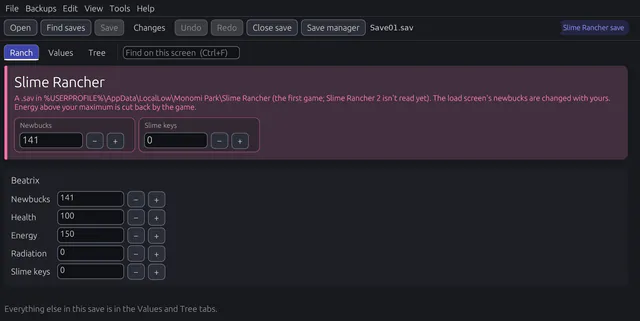 File Backups Edit View Tools Help
Open Find saves Save Changes Undo Redo Close save Save manager Save01.sav Slime Rancher save
Ranch Values Tree Find on this screen (Ctrl+F)
Slime Rancher
A .sav in %USERPROFILE%\AppData\LocalLow\Monomi Park\Slime Rancher (the first game; Slime Rancher 2 isn't read yet). The load screen's newbucks are changed with yours.
Energy above your maximum is cut back by the game.
Newbucks Slime keys
141 − + 0 − +
Beatrix
Newbucks 141 − +
Health 100 − +
Energy 150 − +
Radiation 0 − +
Slime keys 0 − +
Everything else in this save is in the Values and Tree tabs.